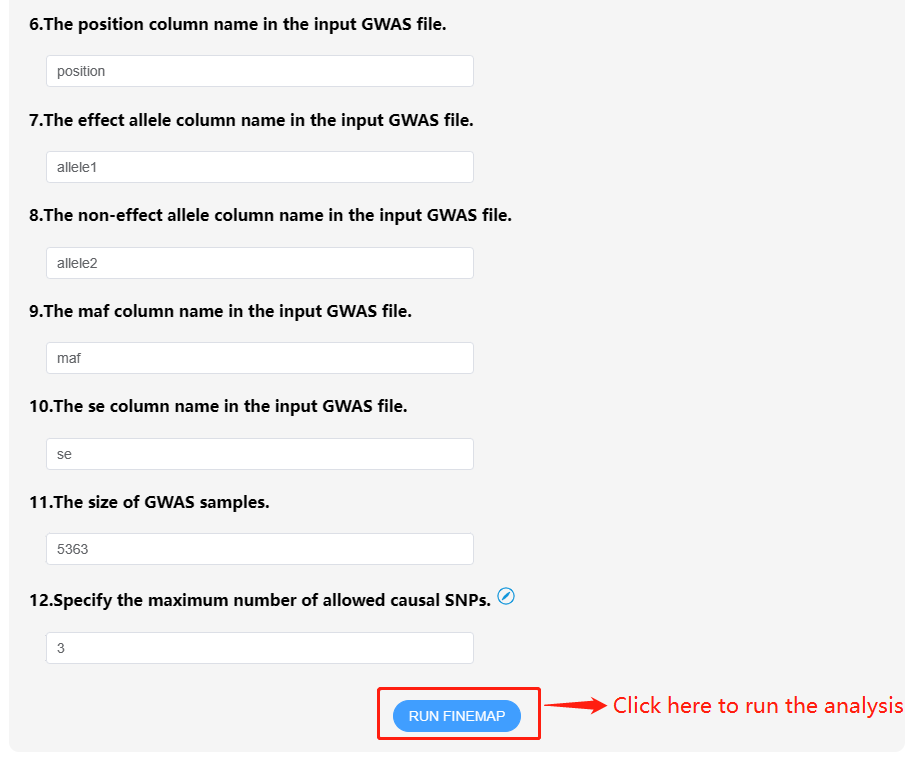 6.The position column name in the input GWAS file.
position
7.The effect allele column name in the input GWAS file.
allele1
8.The non-effect allele column name in the input GWAS file.
allele2
9.The maf column name in the input GWAS file.
maf
10.The se column name in the input GWAS file.
se
11.The size of GWAS samples.
5363
12.Specify the maximum number of allowed causal SNPs.
3
RUN FINEMAP Click here to run the analysis